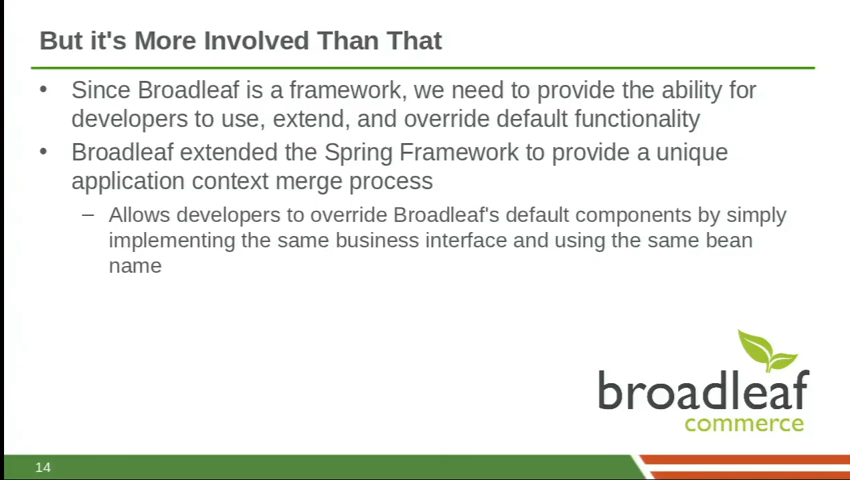 But it's More Involved Than That
• Since Broadleaf is a framework, we need to provide the ability for
developers to use, extend, and override default functionality
• Broadleaf extended the Spring Framework to provide a unique
application context merge process
– Allows developers to override Broadleaf's default components by simply
implementing the same business interface and using the same bean
name
broadleaf
commerce
14